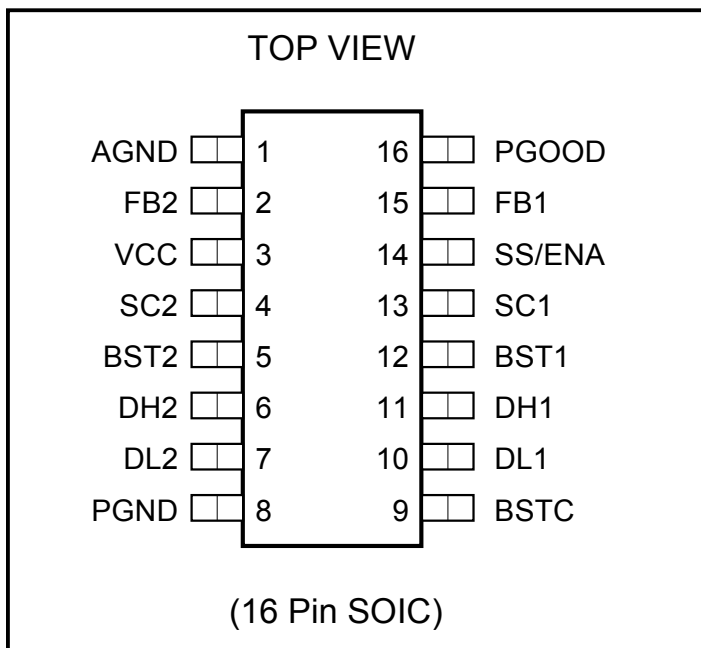 TOP VIEW
AGND 1 16 PGOOD
FB2 2 15 FB1
VCC 3 14 SS/ENA
SC2 4 13 SC1
BST2 5 12 BST1
DH2 6 11 DH1
DL2 7 10 DL1
PGND 8 9 BSTC
(16 Pin SOIC)